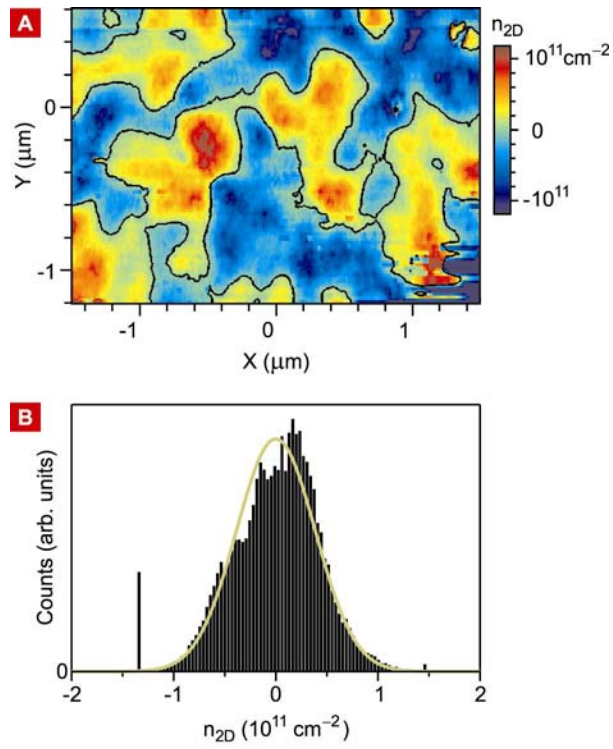 A
n2D
10¹¹cm⁻²
0
-10¹¹
Y (μm)
0
-1
-1
0
1
X (μm)
B
Counts (arb. units)
0
-2
-1
0
1
2
n2D (10¹¹ cm⁻²)